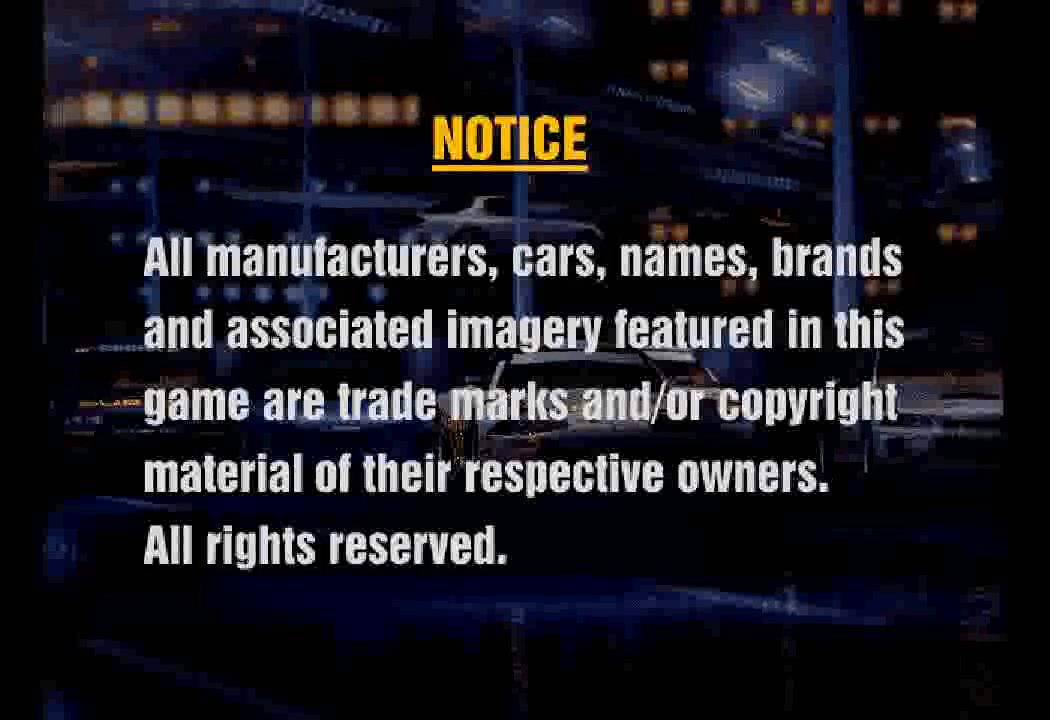 NOTICE
All manufacturers, cars, names, brands
and associated imagery featured in this
game are trade marks and/or copyright
material of their respective owners.
All rights reserved.